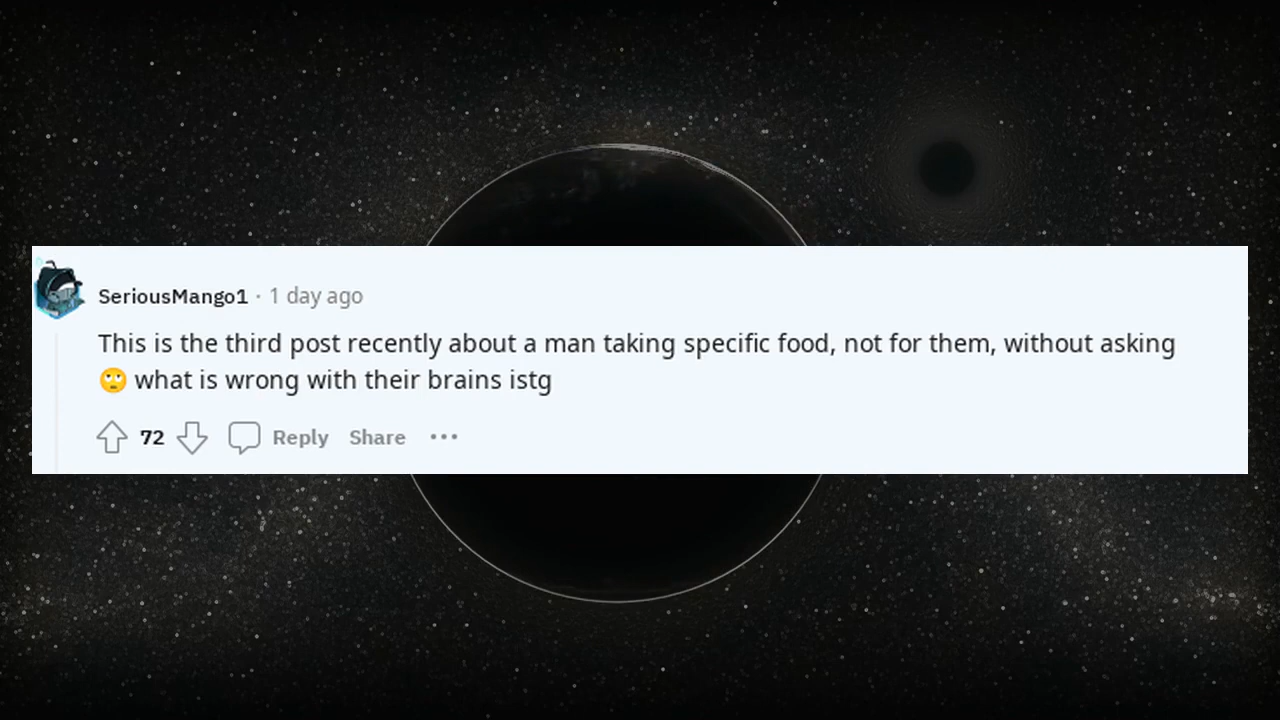 SeriousMango1 · 1 day ago
This is the third post recently about a man taking specific food, not for them, without asking
🙄 what is wrong with their brains istg
72 Reply Share •••